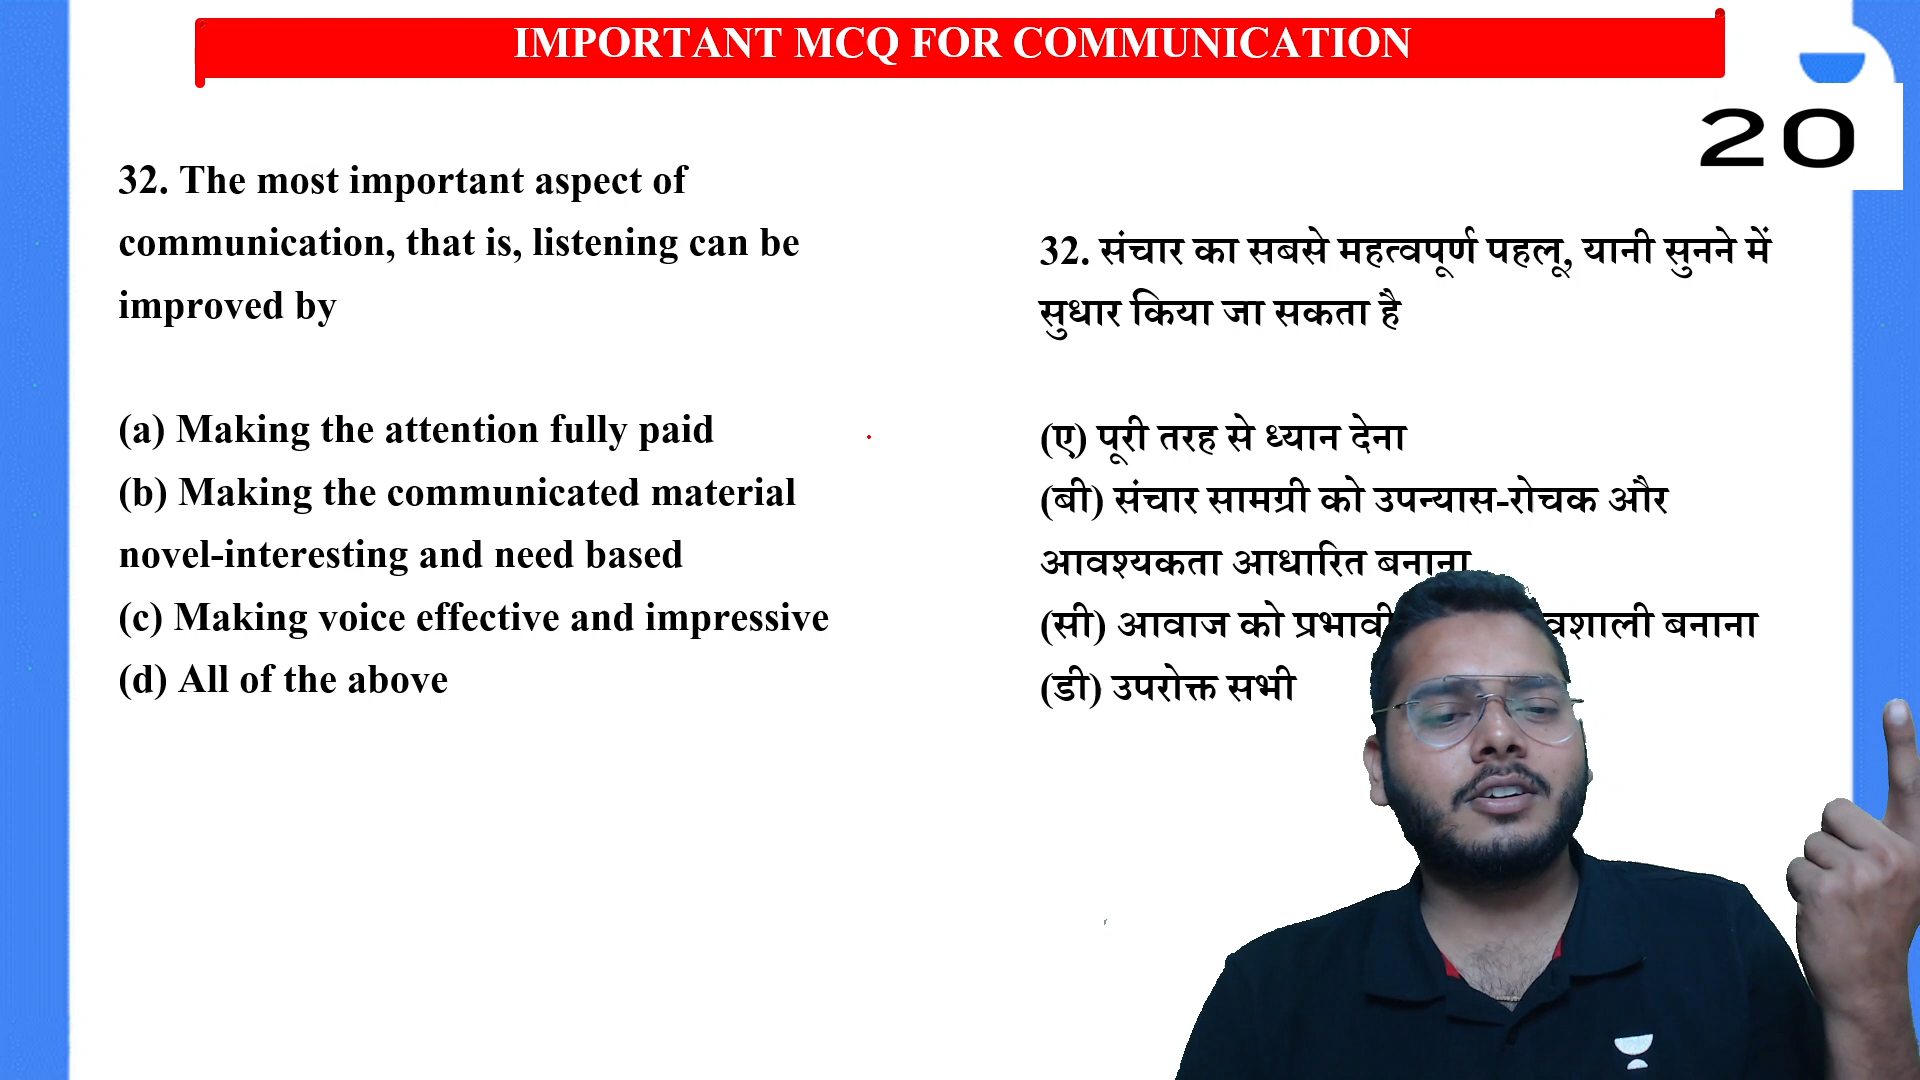 IMPORTANT MCQ FOR COMMUNICATION
20
32. The most important aspect of
communication, that is, listening can be
improved by
(a) Making the attention fully paid
(b) Making the communicated material
novel-interesting and need based
(c) Making voice effective and impressive
(d) All of the above
32. संचार का सबसे महत्वपूर्ण पहलू, यानी सुनने में
सुधार किया जा सकता है
(ए) पूरी तरह से ध्यान देना
(बी) संचार सामग्री को उपन्यास-रोचक और
आवश्यकता आधारित बनाना
(सी) आवाज को बनाना
(डी) उपरोक्त सभी